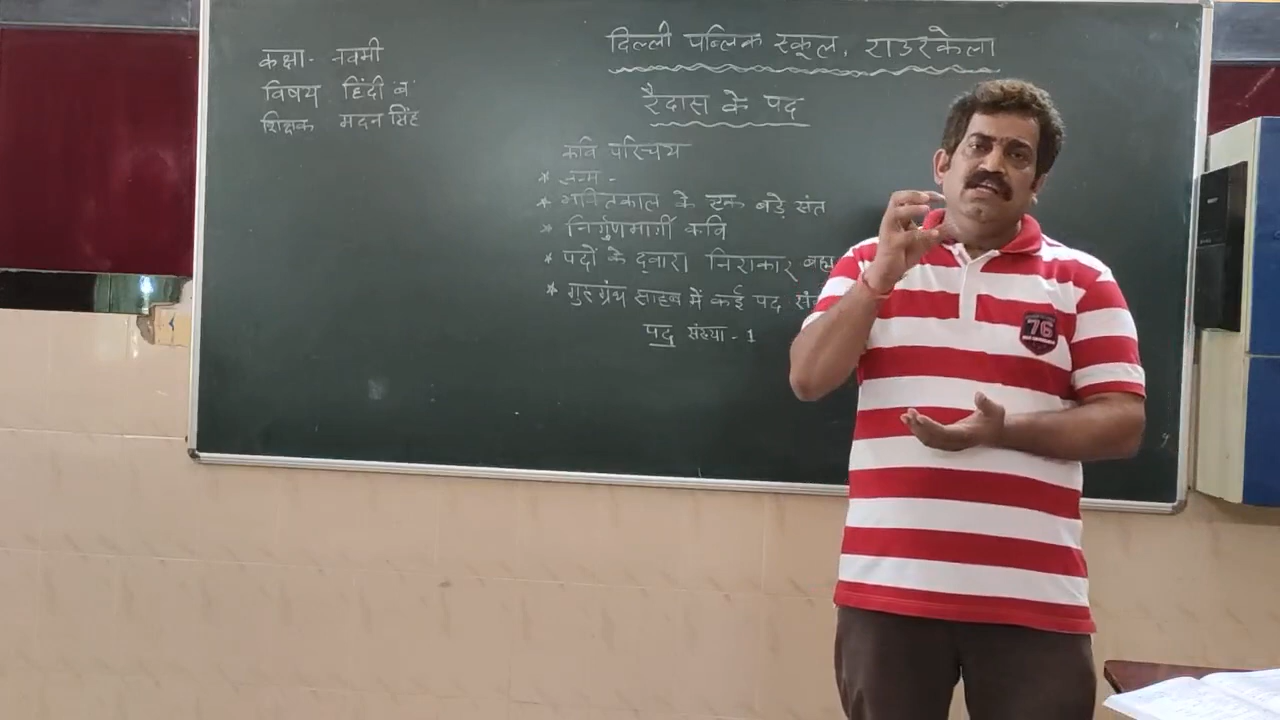 दिल्ली पब्लिक स्कूल, राउरकेला
कक्षा - नवमी
विषय हिंदी ब
शिक्षक मदन सिंह
रैदास के पद
कवि परिचय
* जन्म -
* भक्तिकाल के एक बड़े संत
* निर्गुणमार्गी कवि
* पदों के द्वारा निराकार ब्रह्म
* गुरु ग्रंथ साहब में कई पद
पद संख्या - 1
76